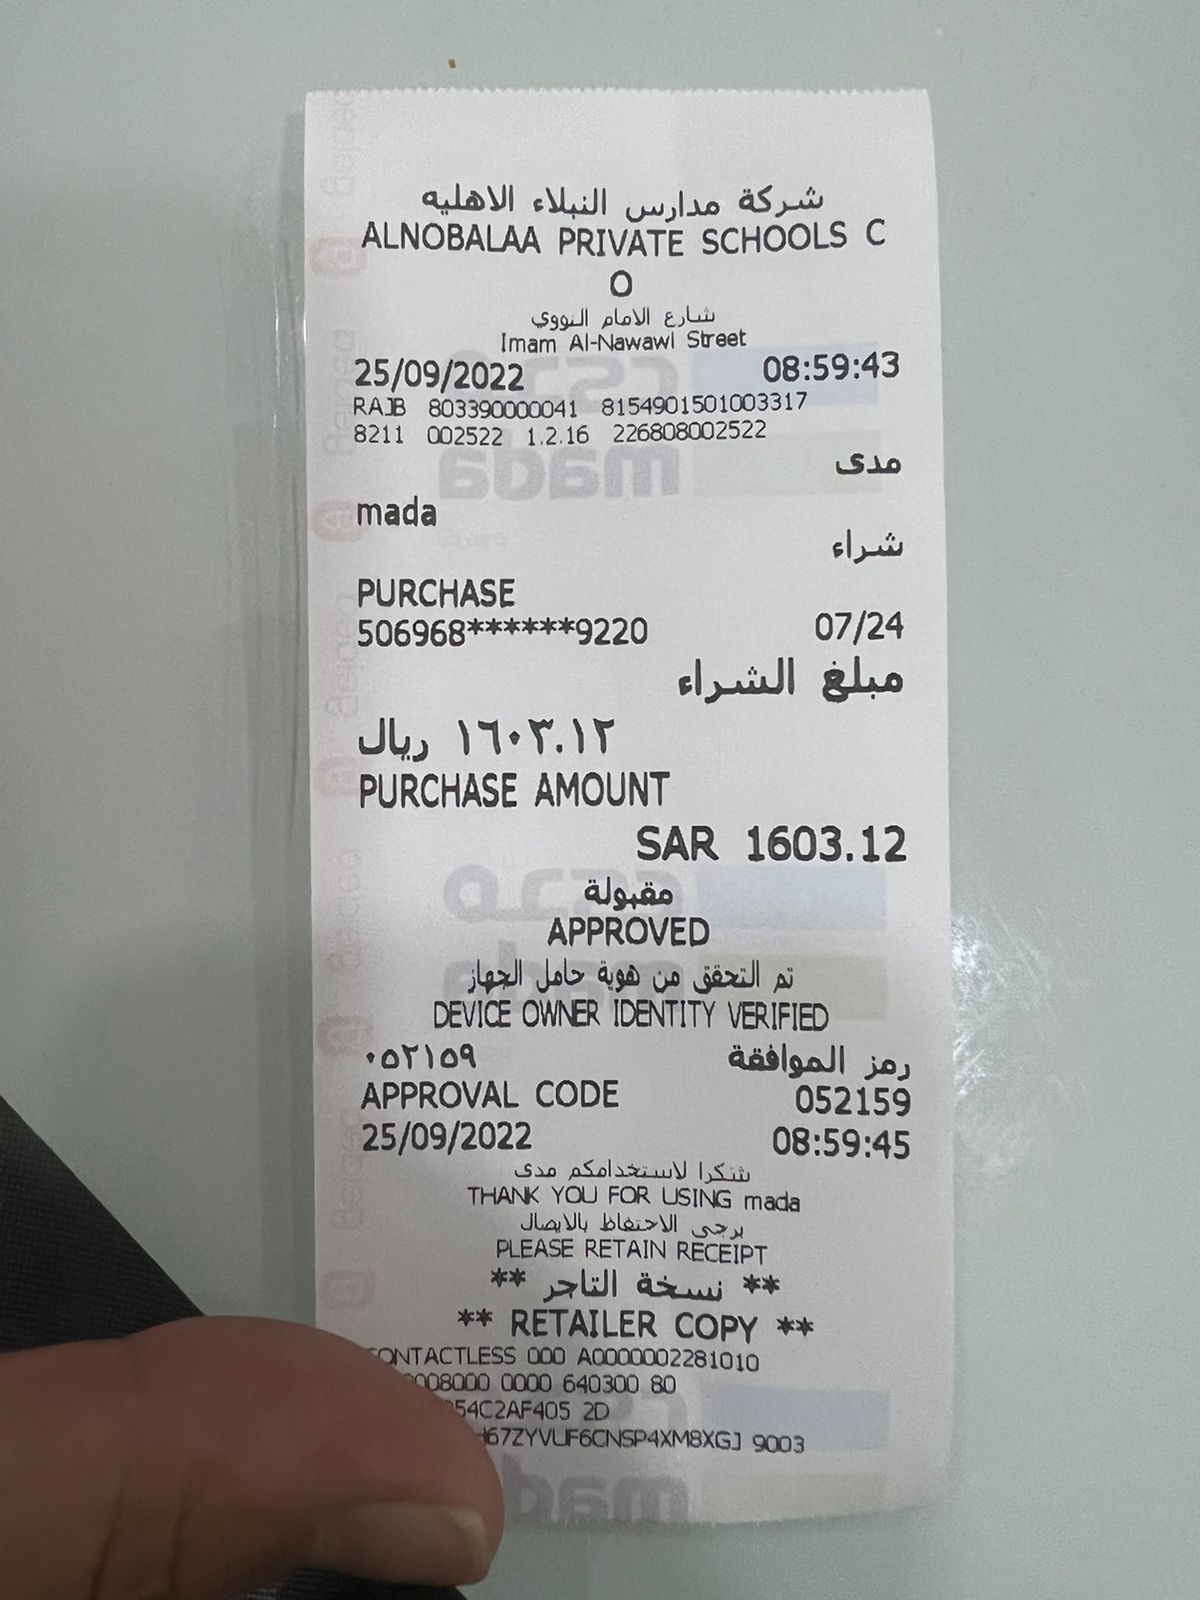 شركة مدارس النبلاء الاهليه
ALNOBALAA PRIVATE SCHOOLS C
O
شارع الامام النووي
Imam Al-Nawawi Street
25/09/2022 08:59:43
RAJB 803390000041 8154901501003317
8211 002522 1.2.16 226808002522
مدى
mada
شراء
PURCHASE
506968******9220 07/24
مبلغ الشراء
١٦٠٣.١٢ ريال
PURCHASE AMOUNT
SAR 1603.12
مقبولة
APPROVED
تم التحقق من هوية حامل الجهاز
DEVICE OWNER IDENTITY VERIFIED
رمز الموافقة ٠٥٢١٥٩
APPROVAL CODE 052159
25/09/2022 08:59:45
شكرا لاستخدامكم مدى
THANK YOU FOR USING mada
يرجى الاحتفاظ بالايصال
PLEASE RETAIN RECEIPT
** نسخة التاجر **
** RETAILER COPY **
CONTACTLESS 000 A0000002281010
008000 0000 640300 80
54C2AF405 2D
H67ZYVUF6CNSP4XM8XGJ 9003